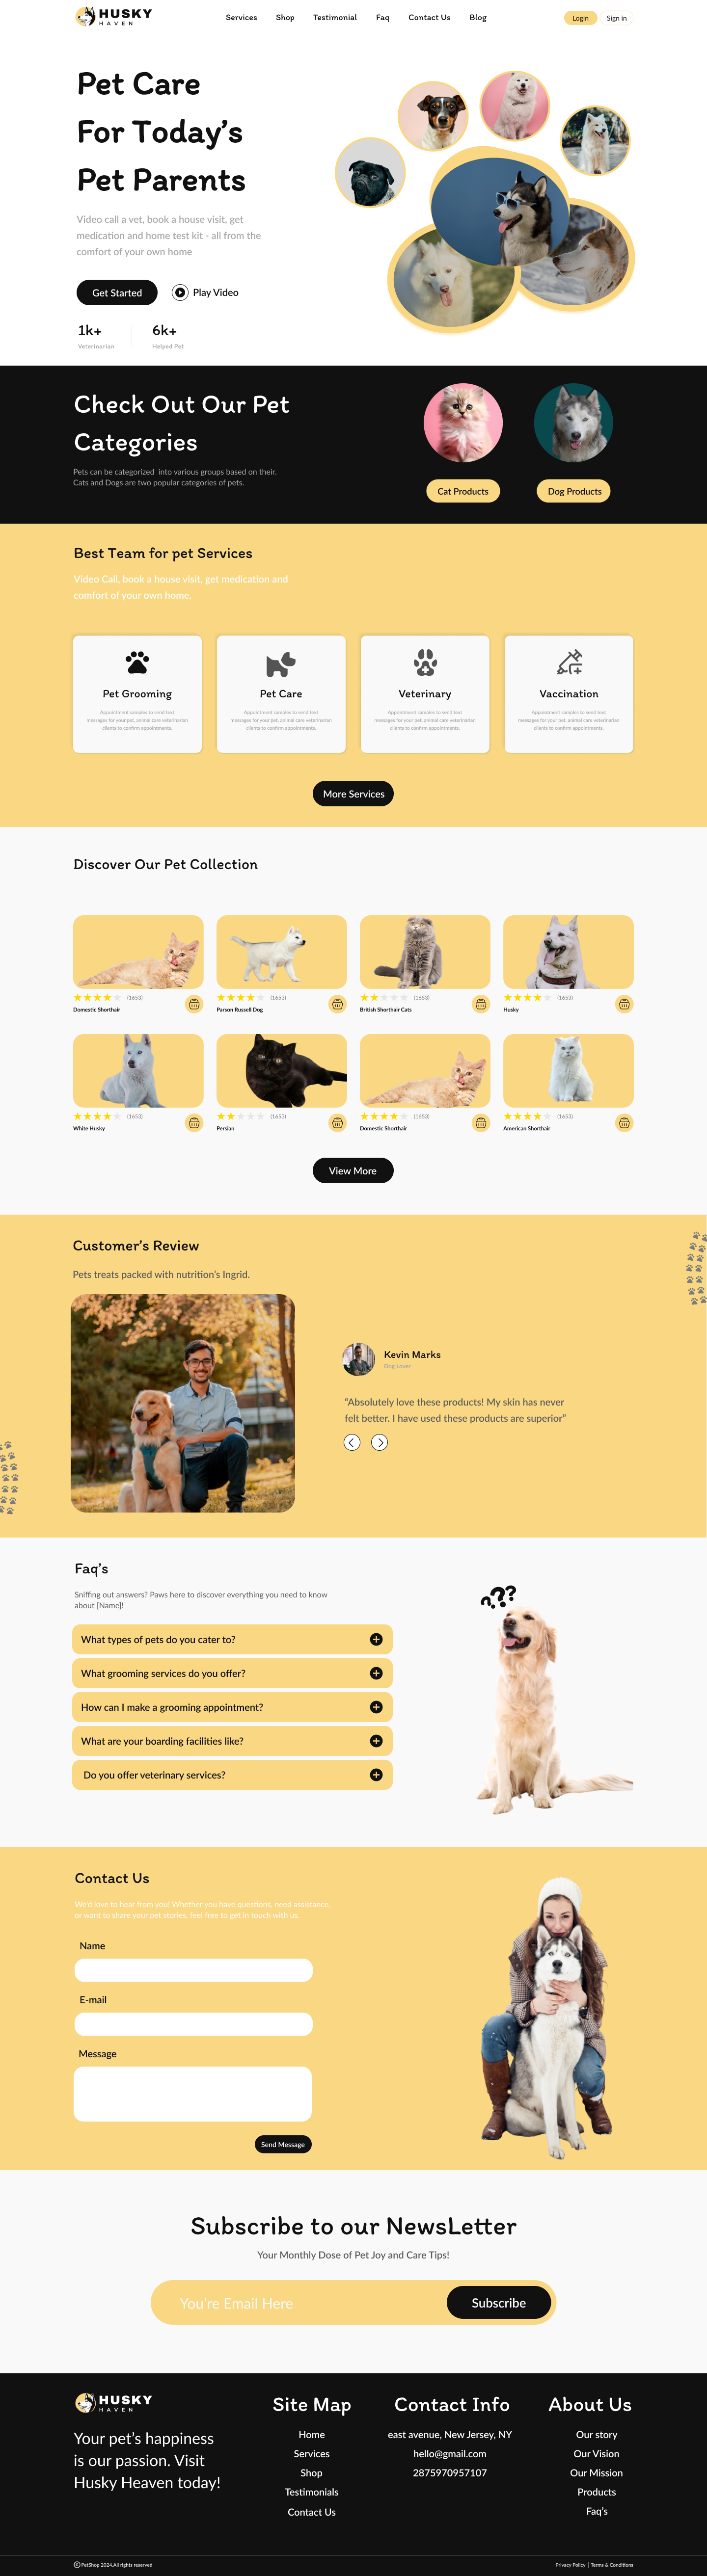 HUSKY
HAVEN
Services
Shop
Testimonial
Faq
Contact Us
Blog
Login
Sign in
Pet Care
For Today's
Pet Parents
Video call a vet, book a house visit, get
medication and home test kit - all from the
comfort of your own home
Get Started
Play Video
1k+
Veterinarian
6k+
Helped Pet
Check Out Our Pet
Categories
Pets can be categorized into various groups based on their.
Cats and Dogs are two popular categories of pets.
Cat Products
Dog Products
Best Team for pet Services
Video Call, book a house visit, get medication and
comfort of your own home.
Pet Grooming
Appointment samples to send text
messages for your pet, animal care veterinarian
clients to confirm appointments.
Pet Care
Appointment samples to send text
messages for your pet, animal care veterinarian
clients to confirm appointments.
Veterinary
Appointment samples to send text
messages for your pet, animal care veterinarian
clients to confirm appointments.
Vaccination
Appointment samples to send text
messages for your pet, animal care veterinarian
clients to confirm appointments.
More Services
Discover Our Pet Collection
(1653)
Domestic Shorthair
(1653)
Parson Russell Dog
(1653)
British Shorthair Cats
(1653)
Husky
(1653)
White Husky
(1653)
Persian
(1653)
Domestic Shorthair
(1653)
American Shorthair
View More
Customer's Review
Pets treats packed with nutrition's Ingrid.
Kevin Marks
Dog Lover
“Absolutely love these products! My skin has never
felt better. I have used these products are superior”
Faq's
Sniffing out answers? Paws here to discover everything you need to know
about [Name]!
What types of pets do you cater to?
What grooming services do you offer?
How can I make a grooming appointment?
What are your boarding facilities like?
Do you offer veterinary services?
???
Contact Us
We'd love to hear from you! Whether you have questions, need assistance,
or want to share your pet stories, feel free to get in touch with us.
Name
E-mail
Message
Send Message
Subscribe to our NewsLetter
Your Monthly Dose of Pet Joy and Care Tips!
You're Email Here
Subscribe
HUSKY
HAVEN
Your pet's happiness
is our passion. Visit
Husky Heaven today!
Site Map
Home
Services
Shop
Testimonials
Contact Us
Contact Info
east avenue, New Jersey, NY
hello@gmail.com
2875970957107
About Us
Our story
Our Vision
Our Mission
Products
Faq's
© PetShop 2024.All rights reserved
Privacy Policy | Terms & Conditions